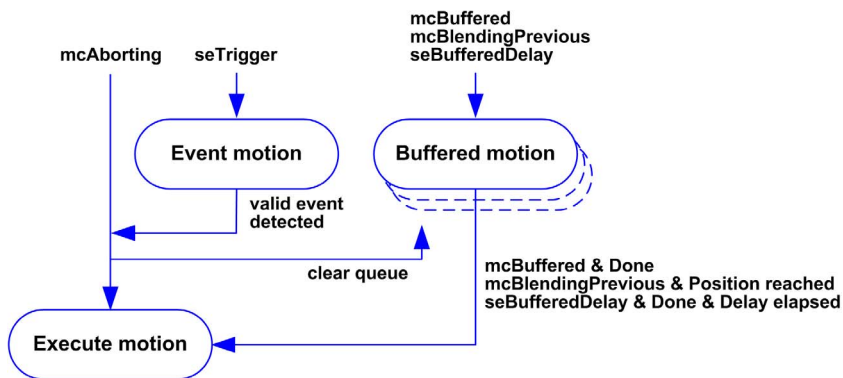 mcBuffered
mcBlendingPrevious
seBufferedDelay
mcAborting
seTrigger
Event motion
Buffered motion
valid event
detected
clear queue
mcBuffered & Done
mcBlendingPrevious & Position reached
seBufferedDelay & Done & Delay elapsed
Execute motion